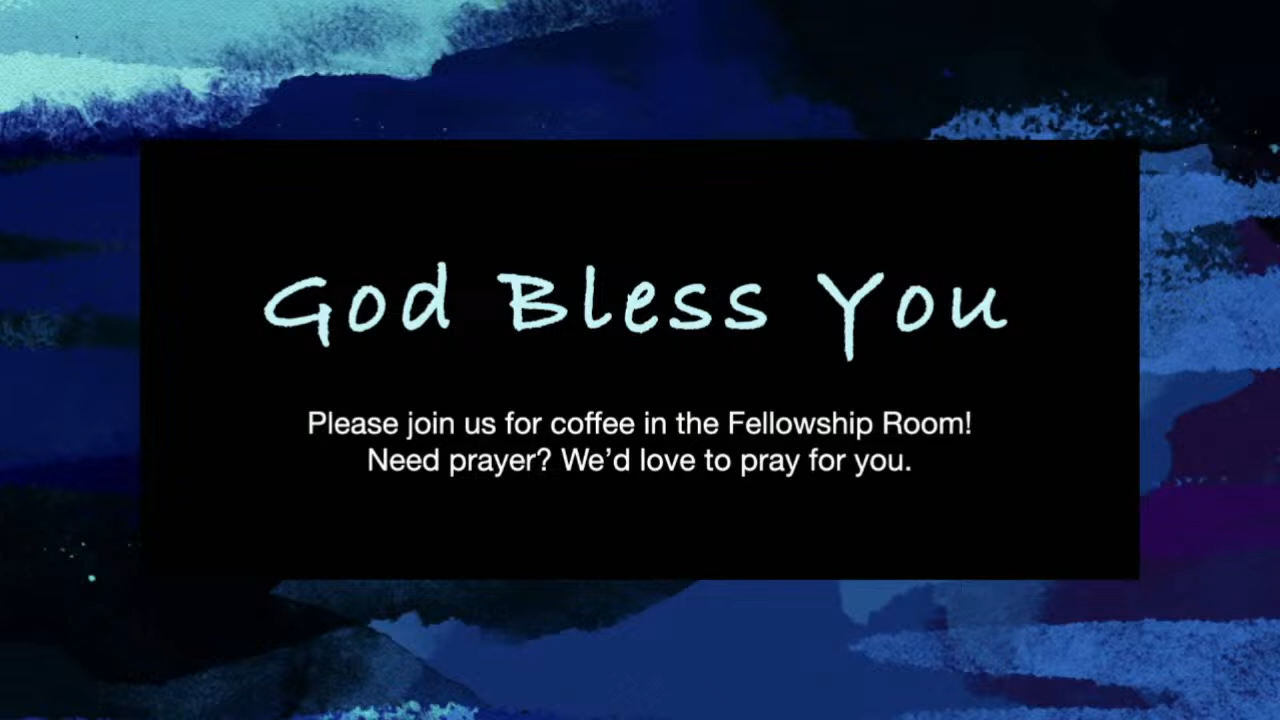 God Bless You
Please join us for coffee in the Fellowship Room!
Need prayer? We’d love to pray for you.